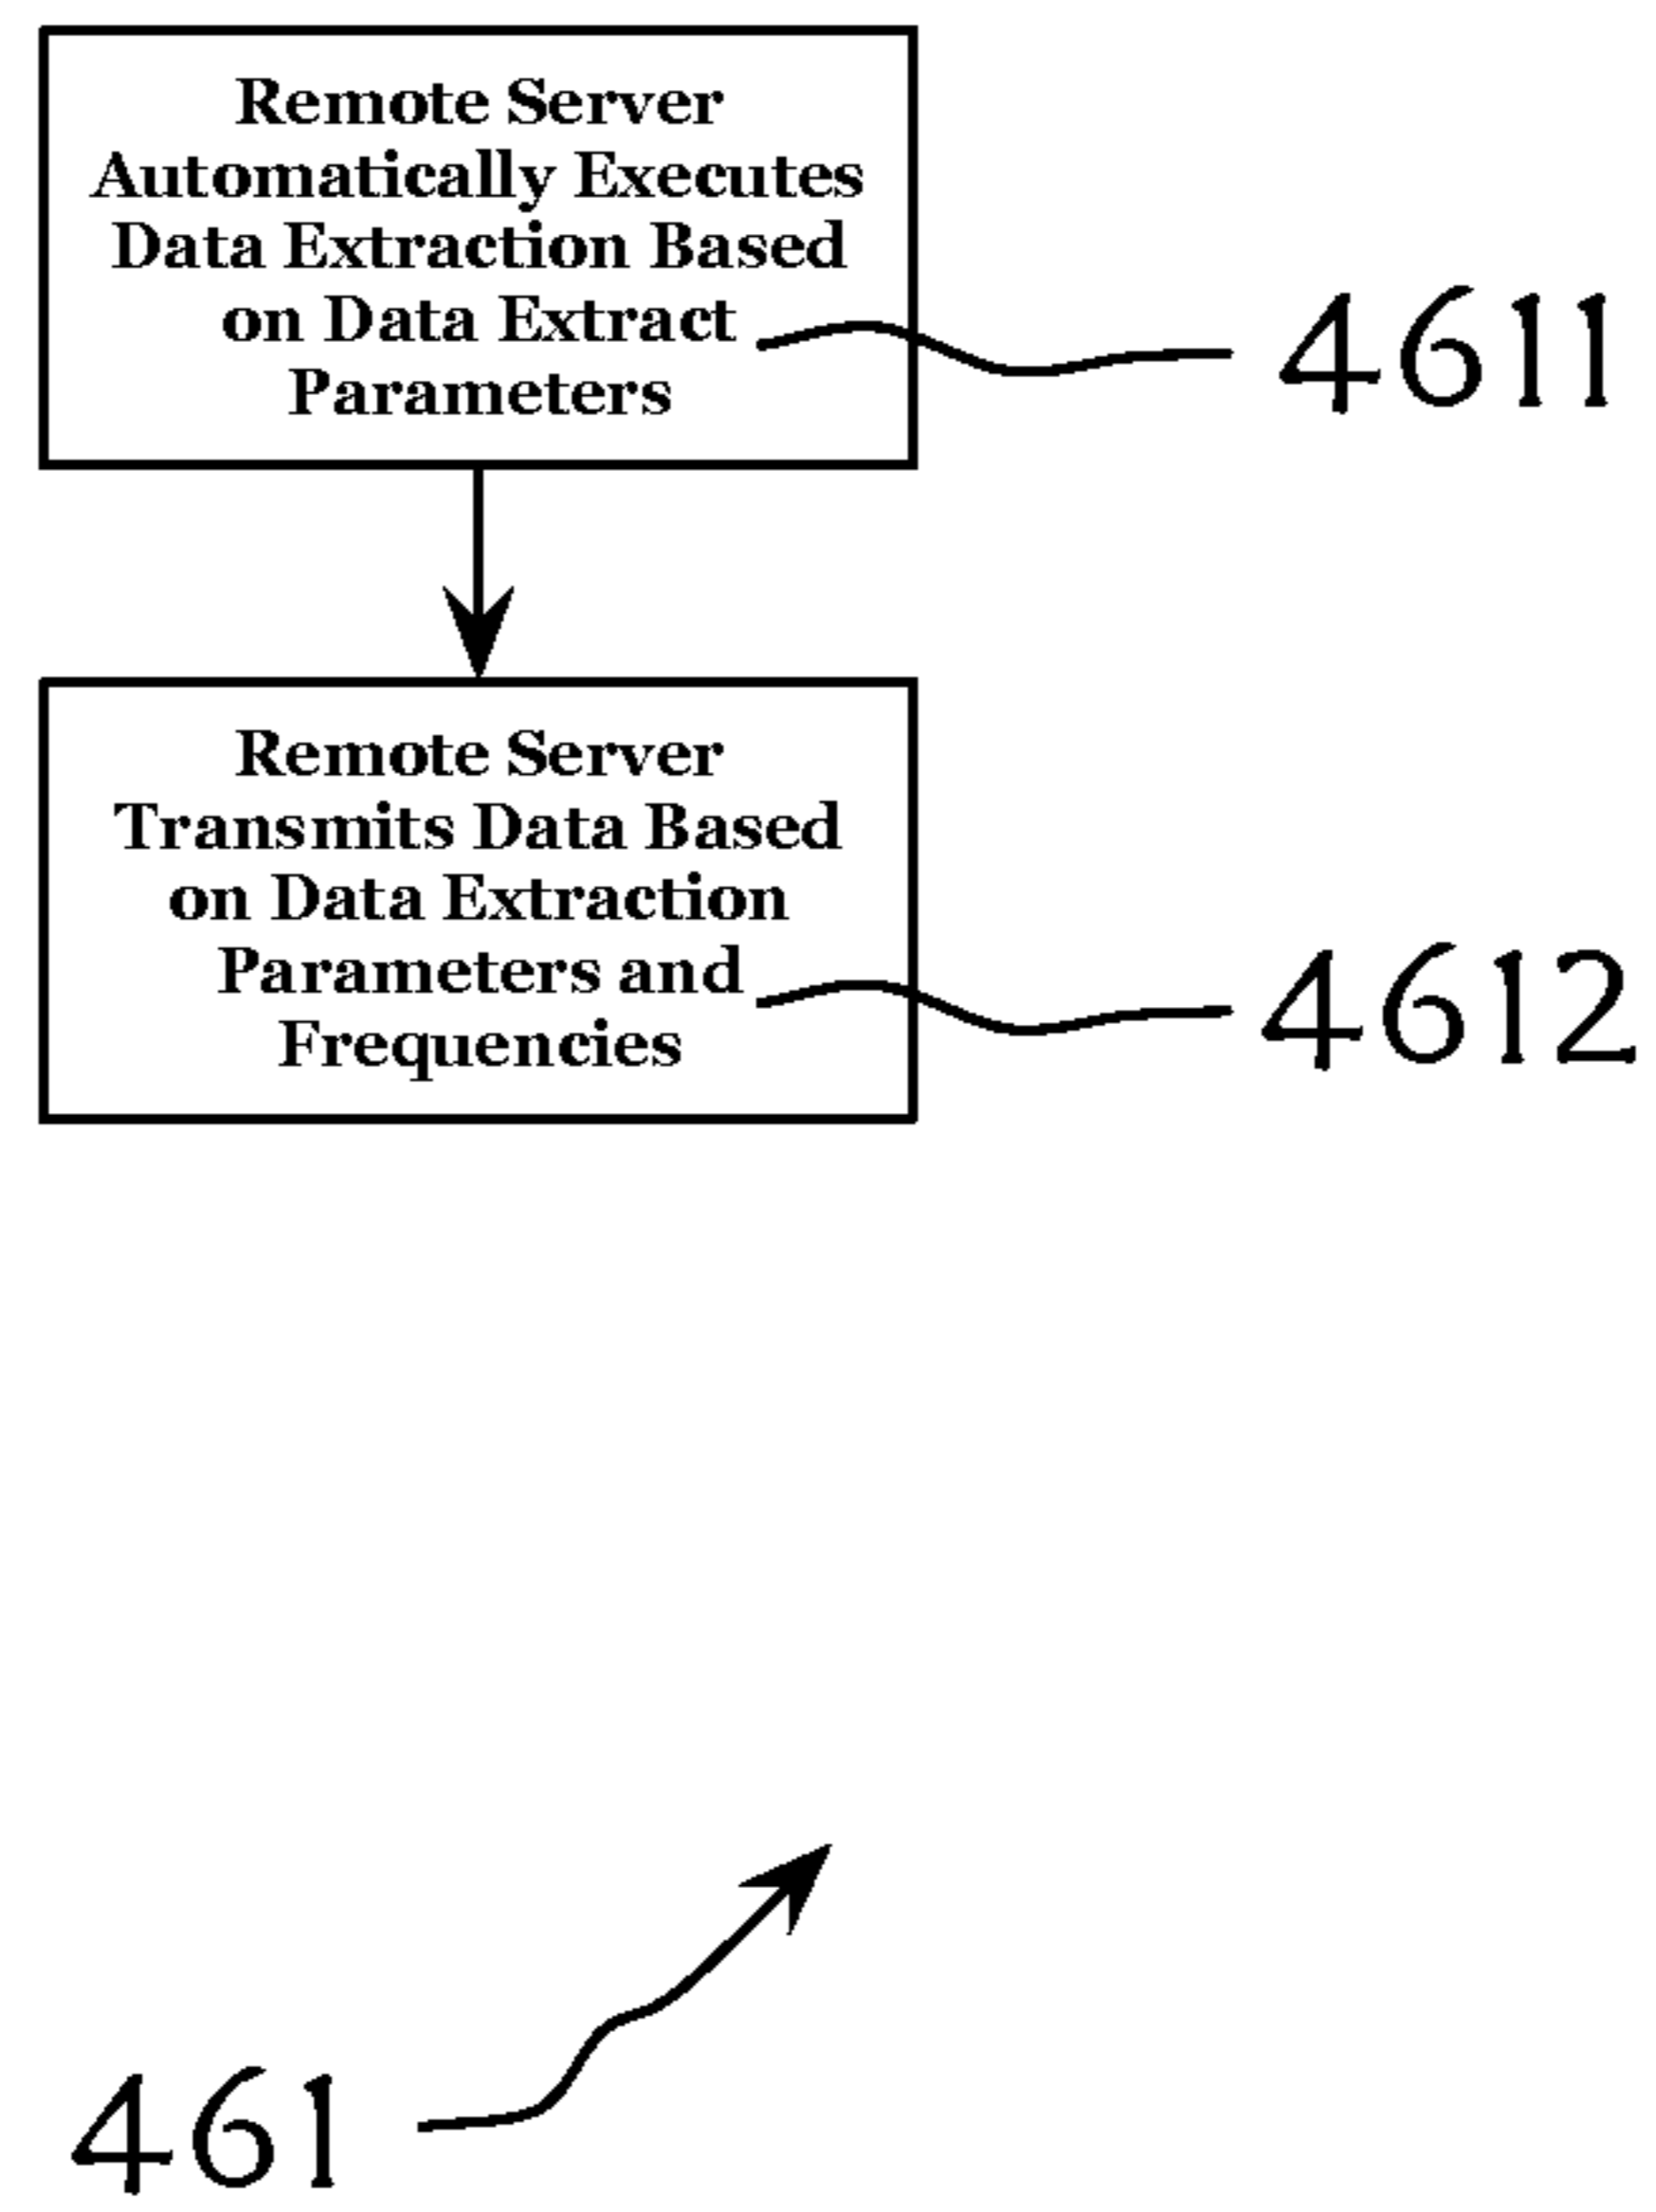 Remote Server
Automatically Executes
Data Extraction Based
on Data Extract
Parameters
4611
Remote Server
Transmits Data Based
on Data Extraction
Parameters and
Frequencies
4612
461